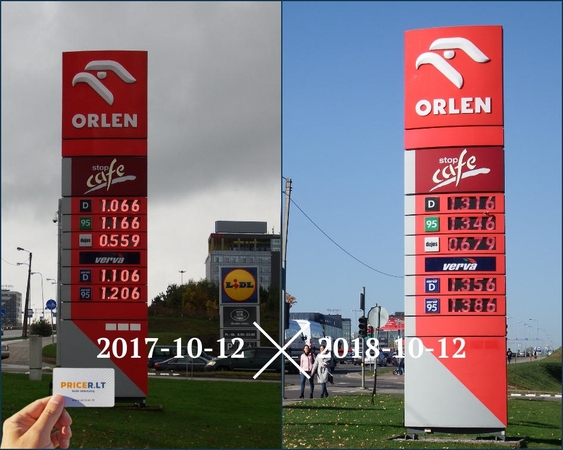 ORLEN
stop
cafe
D 1.066
95 1.166
dujos 0.559
verva
D 1.106
95 1.206
LIDL
2017-10-12
PRICER.LT
ORLEN
stop
cafe
D 1.316
95 1.346
dujos 0.679
verva
D 1.356
95 1.386
2018-10-12